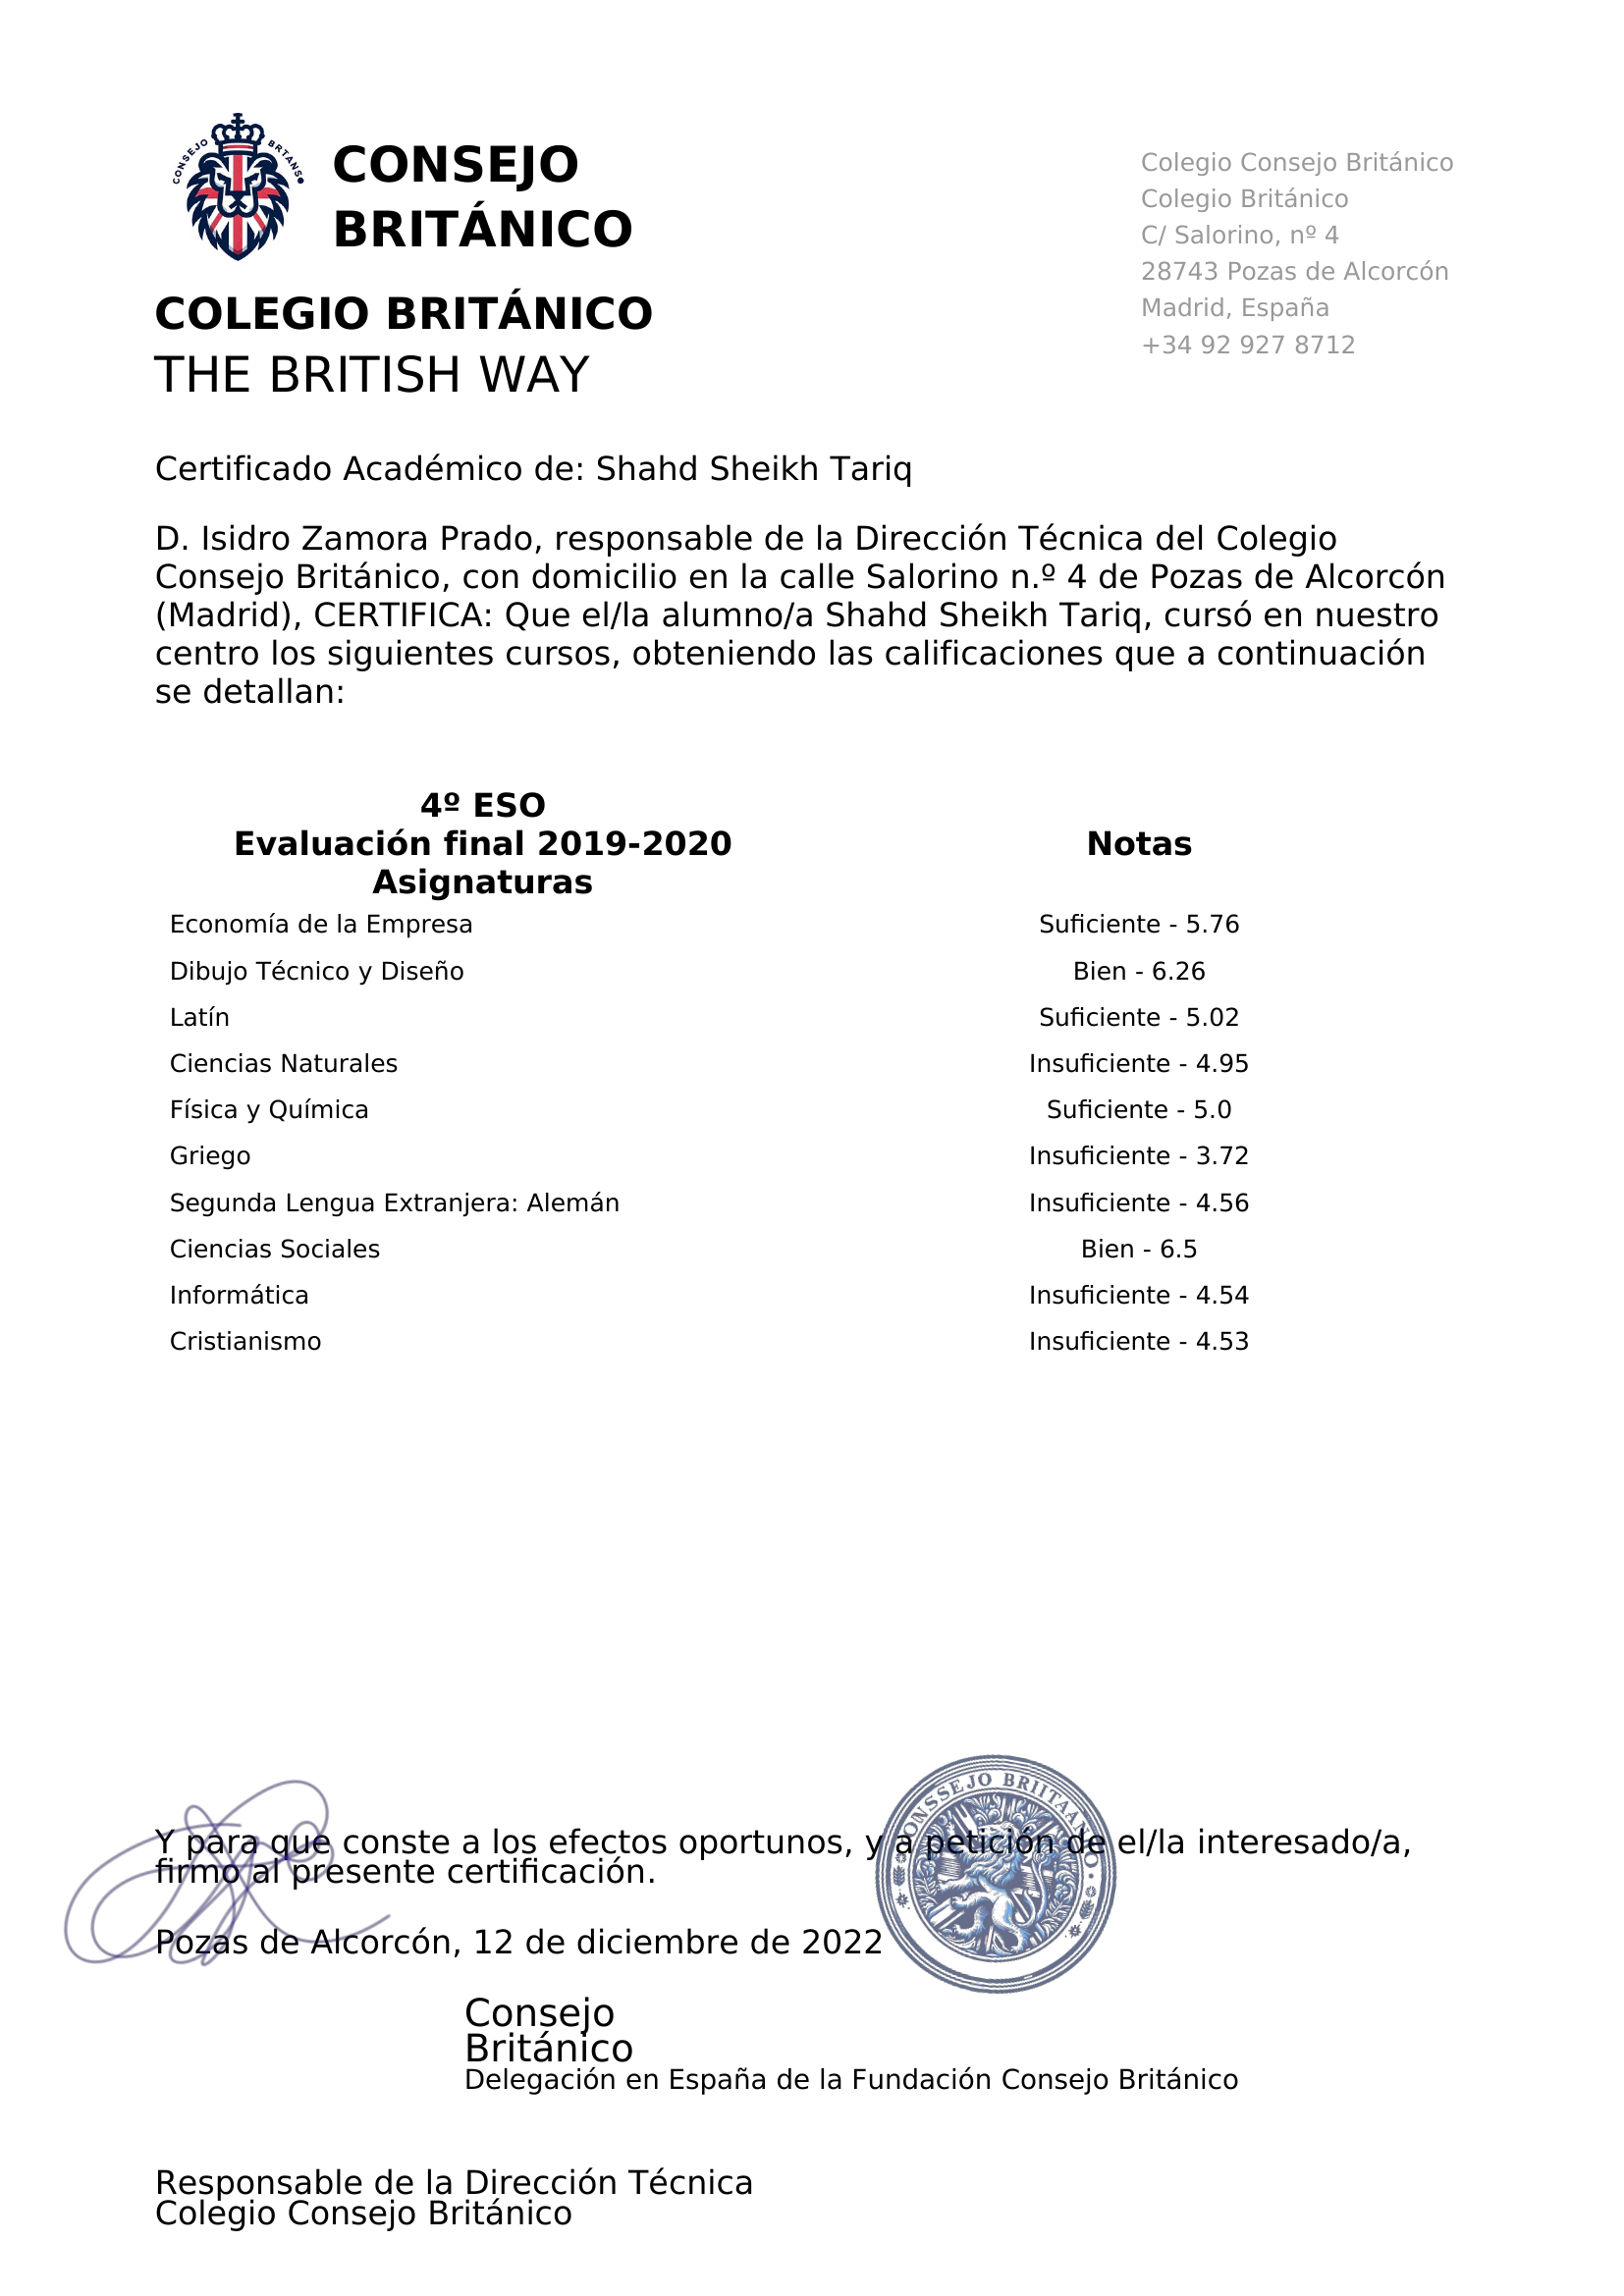 CONSEJO BRTANS
CONSEJO
BRITÁNICO
COLEGIO BRITÁNICO
THE BRITISH WAY
Colegio Consejo Británico
Colegio Británico
C/ Salorino, nº 4
28743 Pozas de Alcorcón
Madrid, España
+34 92 927 8712
Certificado Académico de: Shahd Sheikh Tariq
D. Isidro Zamora Prado, responsable de la Dirección Técnica del Colegio
Consejo Británico, con domicilio en la calle Salorino n.º 4 de Pozas de Alcorcón
(Madrid), CERTIFICA: Que el/la alumno/a Shahd Sheikh Tariq, cursó en nuestro
centro los siguientes cursos, obteniendo las calificaciones que a continuación
se detallan:
4º ESO
Evaluación final 2019-2020 Notas
Asignaturas
Economía de la Empresa Suficiente - 5.76
Dibujo Técnico y Diseño Bien - 6.26
Latín Suficiente - 5.02
Ciencias Naturales Insuficiente - 4.95
Física y Química Suficiente - 5.0
Griego Insuficiente - 3.72
Segunda Lengua Extranjera: Alemán Insuficiente - 4.56
Ciencias Sociales Bien - 6.5
Informática Insuficiente - 4.54
Cristianismo Insuficiente - 4.53
CONSSEJO BRIITAANO
Y para que conste a los efectos oportunos, y a petición de el/la interesado/a,
firmo al presente certificación.
Pozas de Alcorcón, 12 de diciembre de 2022
Consejo
Británico
Delegación en España de la Fundación Consejo Británico
Responsable de la Dirección Técnica
Colegio Consejo Británico